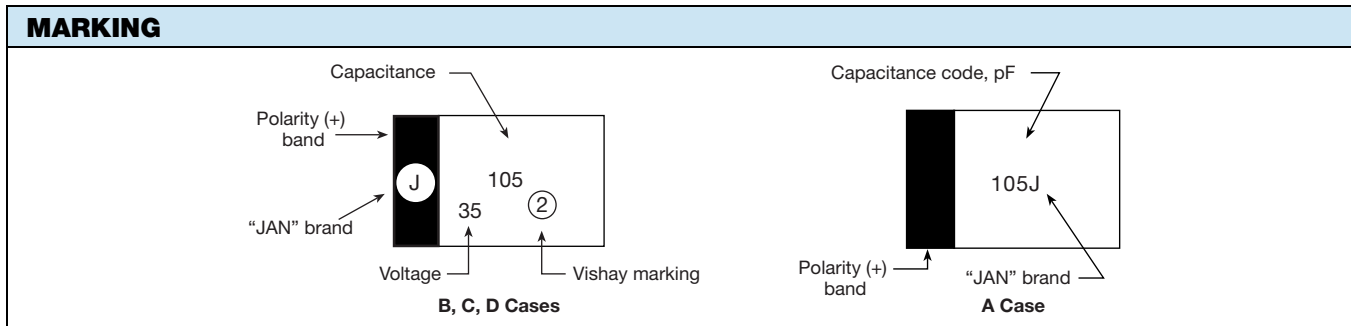 MARKING
Capacitance
Polarity (+)
band
J
105
35
2
"JAN" brand
Voltage
Vishay marking
B, C, D Cases
Capacitance code, pF
105J
Polarity (+)
band
"JAN" brand
A Case